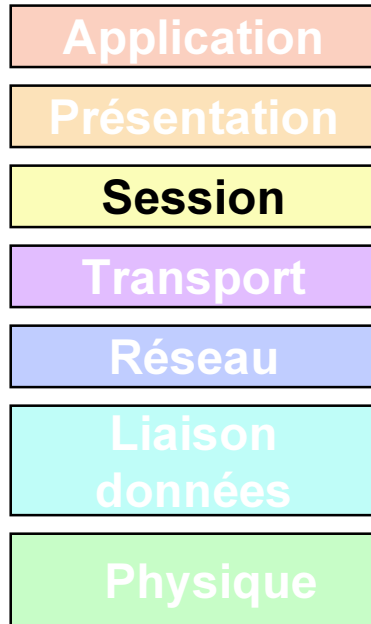 Application
Présentation
Session
Transport
Réseau
Liaison
données
Physique